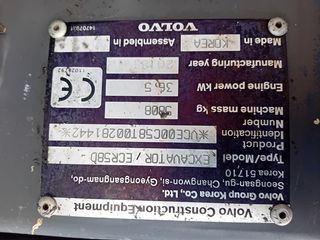 Volvo Construction Equipment
Volvo Group Korea Co., Ltd.
Seongsan-gu, Changwon-si, Gyeongsangnam-do,
Korea 51710
Type/Model
EXCAVATOR/ECR58D
Product
Identification
Number
Machine mass kg
5808
Engine power kW
36.5
Manufacturing year
Made in
KOREA
Assembled in
VOLVO
CE